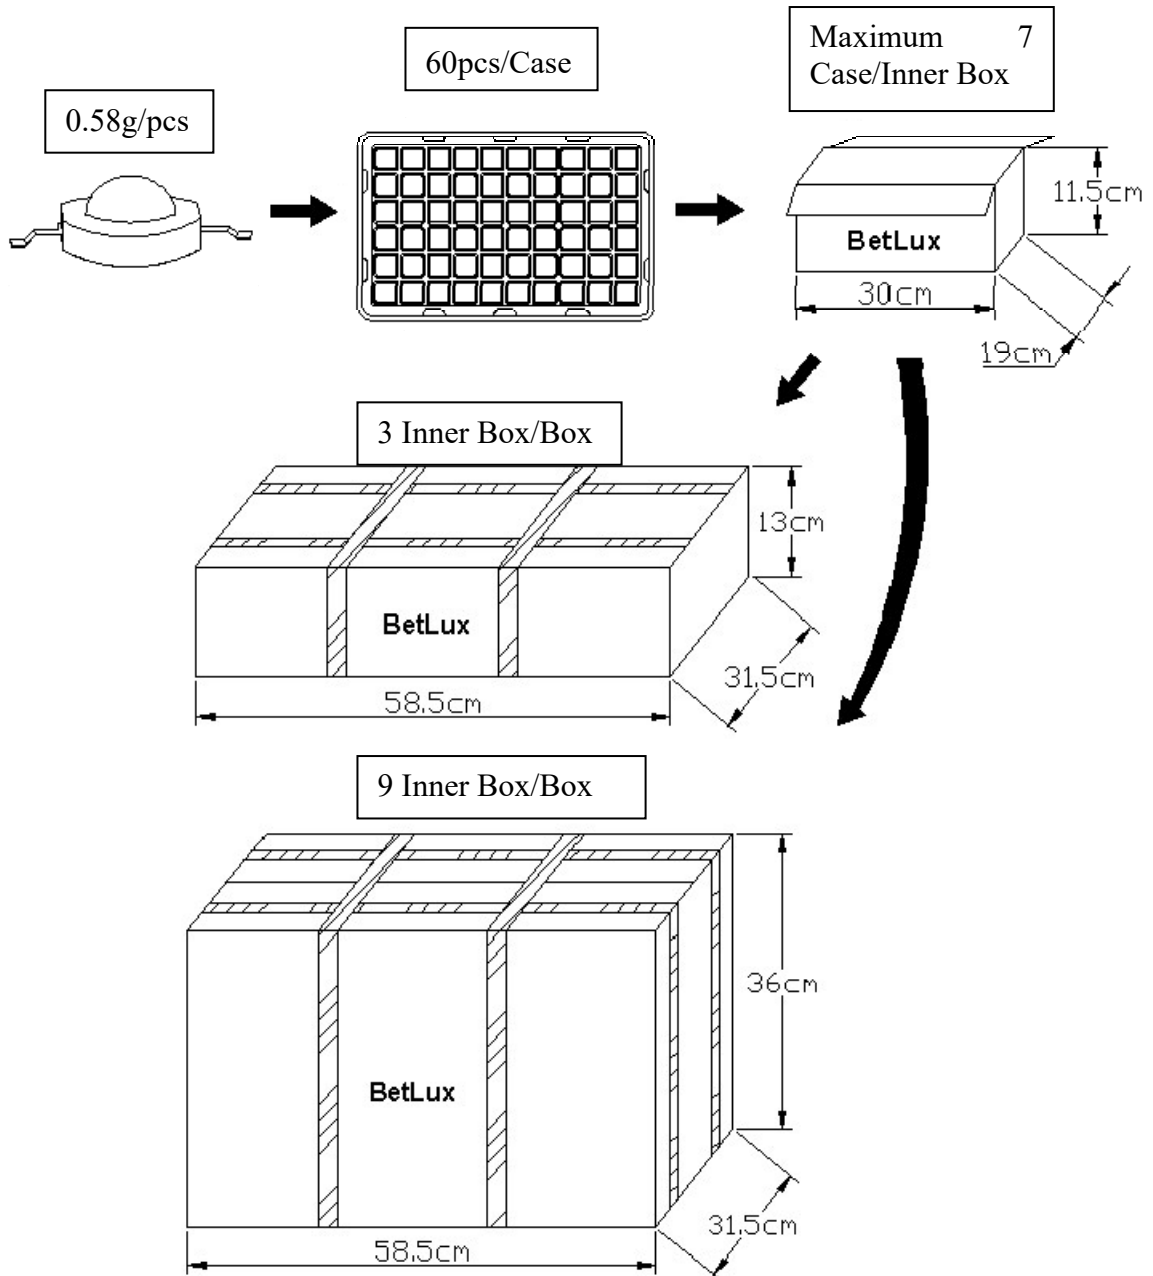 0.58g/pcs
60pcs/Case
Maximum 7
Case/Inner Box
BetLux
11.5cm
30cm
19cm
3 Inner Box/Box
BetLux
13cm
31.5cm
58.5cm
9 Inner Box/Box
BetLux
36cm
31.5cm
58.5cm